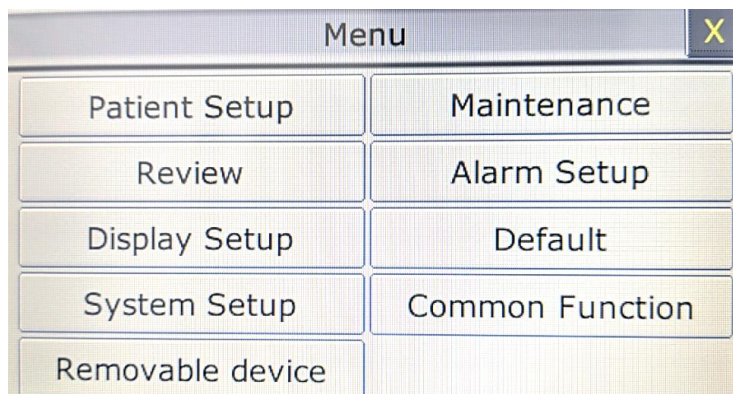 Menu X
Patient Setup Maintenance
Review Alarm Setup
Display Setup Default
System Setup Common Function
Removable device